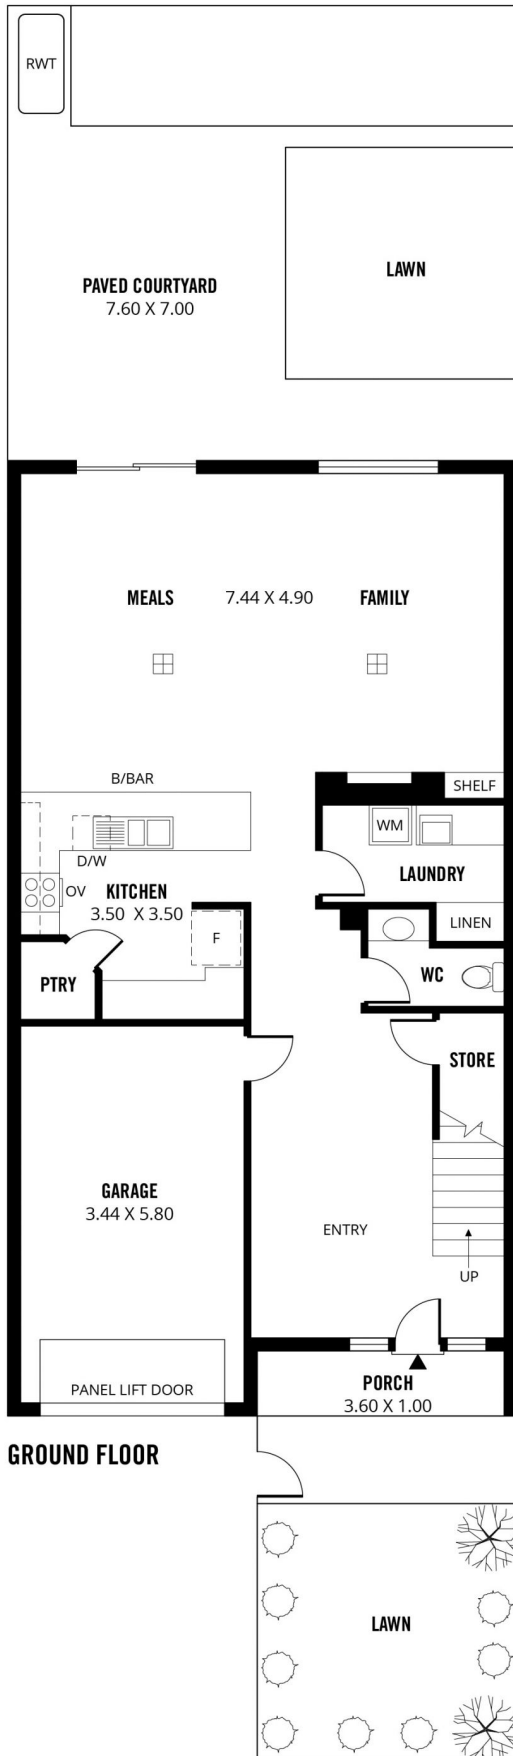 RWT
PAVED COURTYARD
7.60 X 7.00
LAWN
MEALS
7.44 X 4.90
FAMILY
B/BAR
SHELF
WM
D/W
LAUNDRY
OV
KITCHEN
3.50 X 3.50
F
LINEN
PTRY
WC
STORE
GARAGE
3.44 X 5.80
ENTRY
UP
PANEL LIFT DOOR
PORCH
3.60 X 1.00
GROUND FLOOR
LAWN